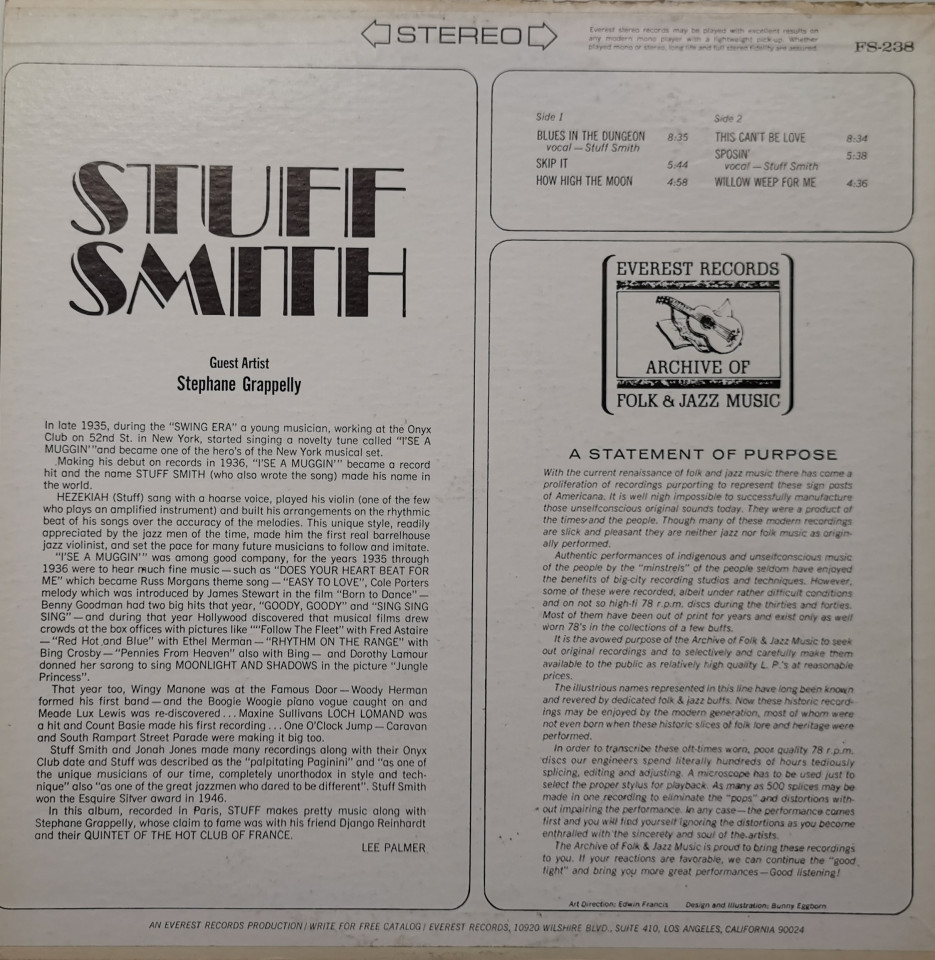 STEREO
Everest stereo records may be played with excellent results on
any modern mono player with a lightweight pick-up. Whether
played mono or stereo, long life and full stereo fidelity are assured.
FS-238
STUFF
SMITH
Guest Artist
Stephane Grappelly
In late 1935, during the "SWING ERA" a young musician, working at the Onyx
Club on 52nd St. in New York, started singing a novelty tune called "I'SE A
MUGGIN'"and became one of the hero's of the New York musical set.
Making his debut on records in 1936, "I'SE A MUGGIN'" became a record
hit and the name STUFF SMITH (who also wrote the song) made his name in
the world.
HEZEKIAH (Stuff) sang with a hoarse voice, played his violin (one of the few
who plays an amplified instrument) and built his arrangements on the rhythmic
beat of his songs over the accuracy of the melodies. This unique style, readily
appreciated by the jazz men of the time, made him the first real barrelhouse
jazz violinist, and set the pace for many future musicians to follow and imitate.
"I'SE A MUGGIN'" was among good company, for the years 1935 through
1936 were to hear much fine music—such as "DOES YOUR HEART BEAT FOR
ME" which became Russ Morgans theme song—"EASY TO LOVE", Cole Porters
melody which was introduced by James Stewart in the film "Born to Dance"—
Benny Goodman had two big hits that year, "GOODY, GOODY" and "SING SING
SING"—and during that year Hollywood discovered that musical films drew
crowds at the box offices with pictures like ""Follow The Fleet" with Fred Astaire
—"Red Hot and Blue" with Ethel Merman—"RHYTHM ON THE RANGE" with
Bing Crosby—"Pennies From Heaven" also with Bing— and Dorothy Lamour
donned her sarong to sing MOONLIGHT AND SHADOWS in the picture "Jungle
Princess".
That year too, Wingy Manone was at the Famous Door—Woody Herman
formed his first band—and the Boogie Woogie piano vogue caught on and
Meade Lux Lewis was re-discovered...Maxine Sullivans LOCH LOMAND was
a hit and Count Basie made his first recording...One O'Clock Jump—Caravan
and South Rampart Street Parade were making it big too.
Stuff Smith and Jonah Jones made many recordings along with their Onyx
Club date and Stuff was described as the "palpitating Paginini" and "as one of
the unique musicians of our time, completely unorthodox in style and tech-
nique" also "as one of the great jazzmen who dared to be different". Stuff Smith
won the Esquire Silver award in 1946.
In this album, recorded in Paris, STUFF makes pretty music along with
Stephane Grappelly, whose claim to fame was with his friend Django Reinhardt
and their QUINTET OF THE HOT CLUB OF FRANCE.
LEE PALMER
Side 1
BLUES IN THE DUNGEON 8:35
vocal—Stuff Smith
SKIP IT 5:44
HOW HIGH THE MOON 4:58
Side 2
THIS CAN'T BE LOVE 8:34
SPOSIN' 5:38
vocal—Stuff Smith
WILLOW WEEP FOR ME 4:36
EVEREST RECORDS
ARCHIVE OF
FOLK & JAZZ MUSIC
A STATEMENT OF PURPOSE
With the current renaissance of folk and jazz music there has come a
proliferation of recordings purporting to represent these sign posts
of Americana. It is well nigh impossible to successfully manufacture
those unselfconscious original sounds today. They were a product of
the times and the people. Though many of these modern recordings
are slick and pleasant they are neither jazz nor folk music as origin-
ally performed.
Authentic performances of indigenous and unselfconscious music
of the people by the "minstrels" of the people seldom have enjoyed
the benefits of big-city recording studios and techniques. However,
some of these were recorded, albeit under rather difficult conditions
and on not so high-fi 78 r.p.m. discs during the thirties and forties.
Most of them have been out of print for years and exist only as well
worn 78's in the collections of a few buffs.
It is the avowed purpose of the Archive of Folk & Jazz Music to seek
out original recordings and to selectively and carefully make them
available to the public as relatively high quality L. P.'s at reasonable
prices.
The illustrious names represented in this line have long been known
and revered by dedicated folk & jazz buffs. Now these historic record-
ings may be enjoyed by the modern generation, most of whom were
not even born when these historic slices of folk lore and heritage were
performed.
In order to transcribe these oft-times worn, poor quality 78 r.p.m.
discs our engineers spend literally hundreds of hours tediously
splicing, editing and adjusting. A microscope has to be used just to
select the proper stylus for playback. As many as 500 splices may be
made in one recording to eliminate the "pops" and distortions with-
out impairing the performance. In any case—the performance comes
first and you will find yourself ignoring the distortions as you become
enthralled with the sincerety and soul of the artists.
The Archive of Folk & Jazz Music is proud to bring these recordings
to you. If your reactions are favorable, we can continue the "good
fight" and bring you more great performances—Good listening!
Art Direction: Edwin Francis Design and Illustration: Bunny Eggborn
AN EVEREST RECORDS PRODUCTION / WRITE FOR FREE CATALOG / EVEREST RECORDS, 10920 WILSHIRE BLVD., SUITE 410, LOS ANGELES, CALIFORNIA 90024